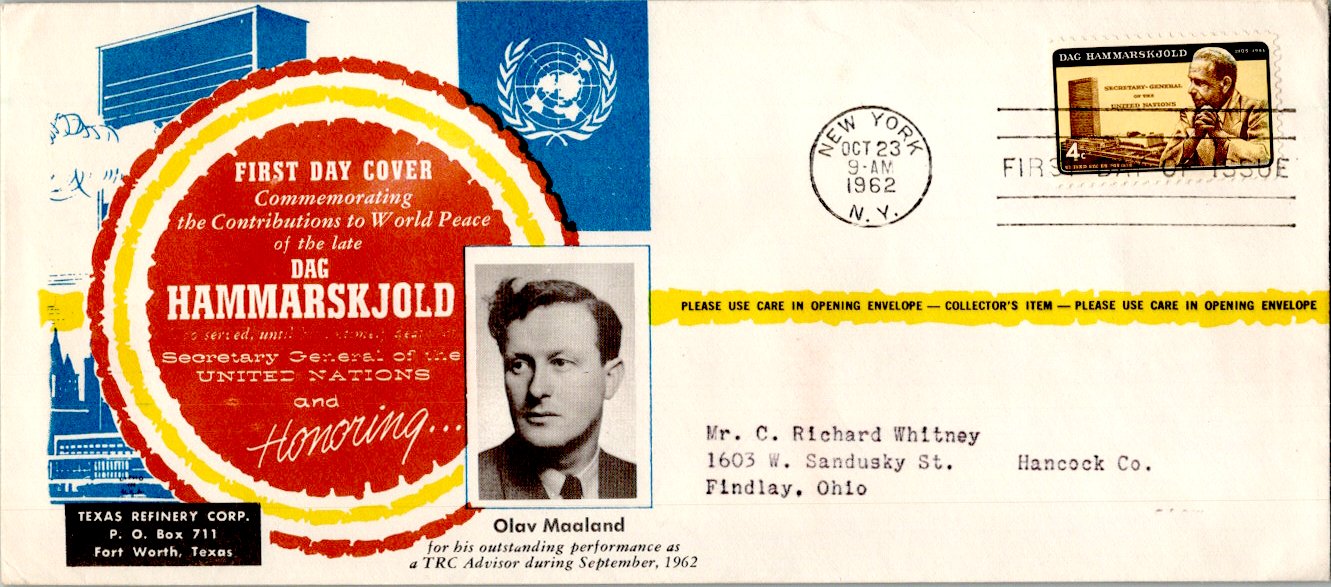 FIRST DAY COVER
Commemorating
the Contributions to World Peace
of the late
DAG
HAMMARSKJOLD
served,
Secretary General of the
UNITED NATIONS
and
Honoring...
TEXAS REFINERY CORP.
P. O. Box 711
Fort Worth, Texas
Olav Maaland
for his outstanding performance as
a TRC Advisor during September, 1962
NEW YORK
OCT 23
9-AM
1962
N.Y.
DAG HAMMARSKJOLD
1905 1961
SECRETARY-GENERAL
OF THE
UNITED NATIONS
4c
FIRST DAY OF ISSUE
PLEASE USE CARE IN OPENING ENVELOPE — COLLECTOR'S ITEM — PLEASE USE CARE IN OPENING ENVELOPE
Mr. C. Richard Whitney
1603 W. Sandusky St. Hancock Co.
Findlay, Ohio